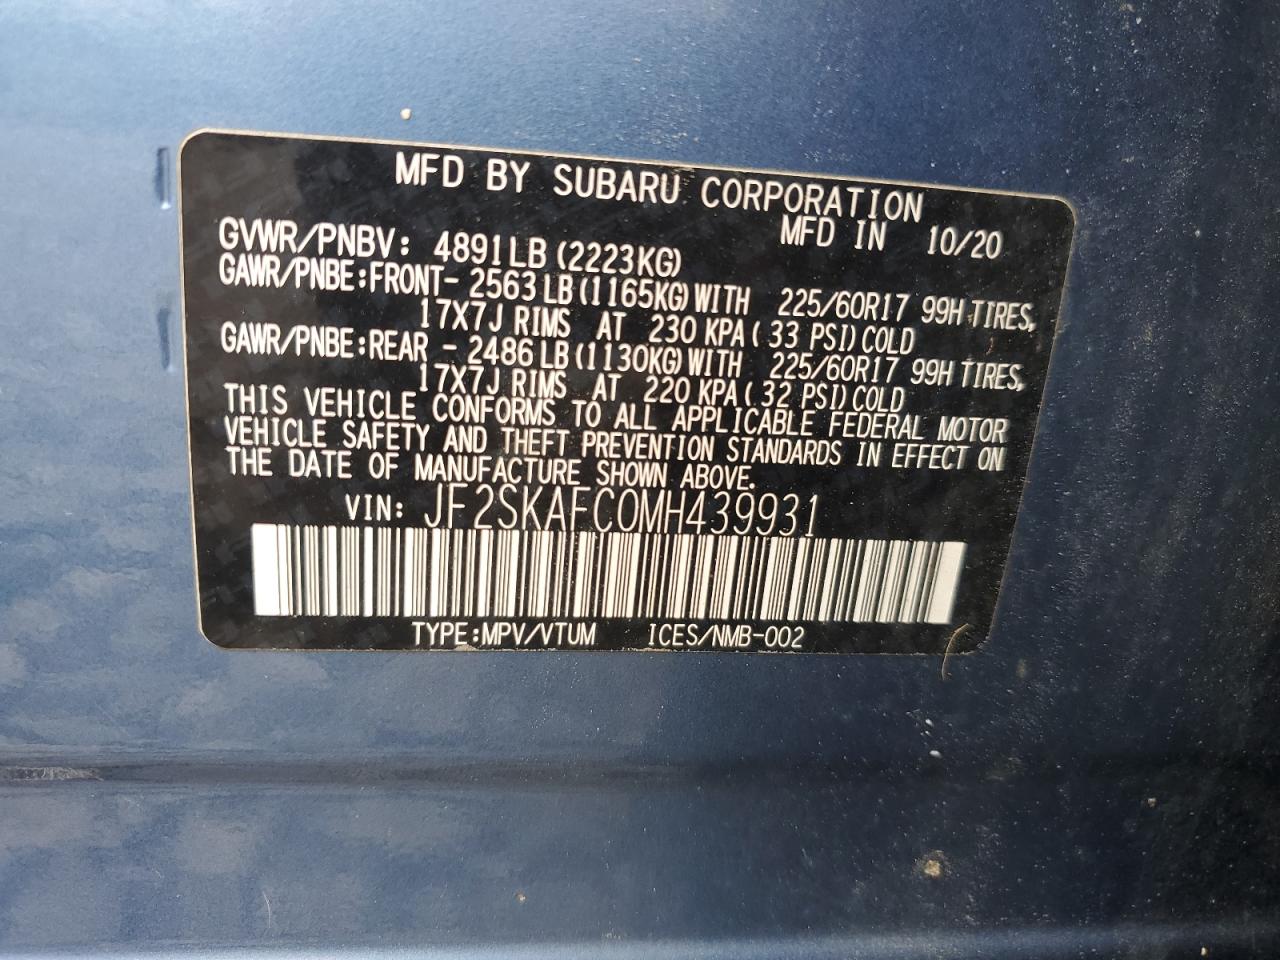 MFD BY SUBARU CORPORATION
MFD IN 10/20
GVWR/PNBV: 4891LB (2223KG)
GAWR/PNBE:FRONT- 2563 LB (1165KG) WITH 225/60R17 99H TIRES,
17X7J RIMS AT 230 KPA ( 33 PSI) COLD
GAWR/PNBE:REAR - 2486 LB (1130KG) WITH 225/60R17 99H TIRES,
17X7J RIMS AT 220 KPA ( 32 PSI) COLD
THIS VEHICLE CONFORMS TO ALL APPLICABLE FEDERAL MOTOR
VEHICLE SAFETY AND THEFT PREVENTION STANDARDS IN EFFECT ON
THE DATE OF MANUFACTURE SHOWN ABOVE.
VIN: JF2SKAFC0MH439931
TYPE:MPV/VTUM ICES/NMB-002